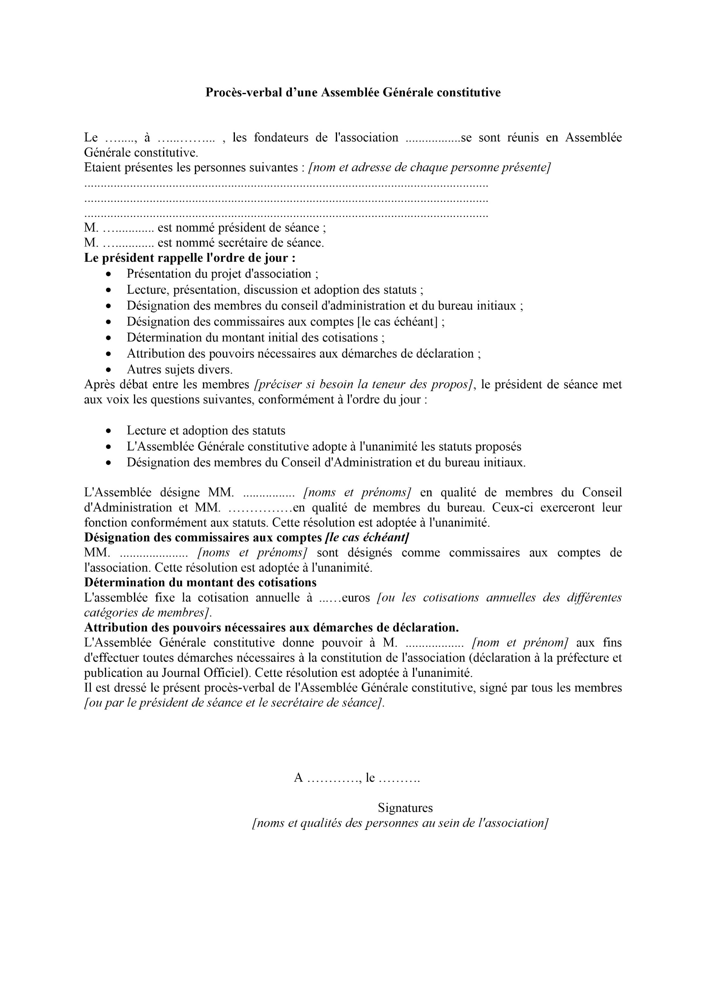 Procès-verbal d’une Assemblée Générale constitutive
Le …....., à …...……... , les fondateurs de l'association .................se sont réunis en Assemblée
Générale constitutive.
Etaient présentes les personnes suivantes : [nom et adresse de chaque personne présente]
............................................................................................................................
............................................................................................................................
............................................................................................................................
M. …............ est nommé président de séance ;
M. …............ est nommé secrétaire de séance.
Le président rappelle l'ordre de jour :
• Présentation du projet d'association ;
• Lecture, présentation, discussion et adoption des statuts ;
• Désignation des membres du conseil d'administration et du bureau initiaux ;
• Désignation des commissaires aux comptes [le cas échéant] ;
• Détermination du montant initial des cotisations ;
• Attribution des pouvoirs nécessaires aux démarches de déclaration ;
• Autres sujets divers.
Après débat entre les membres [préciser si besoin la teneur des propos], le président de séance met
aux voix les questions suivantes, conformément à l'ordre du jour :
• Lecture et adoption des statuts
• L'Assemblée Générale constitutive adopte à l'unanimité les statuts proposés
• Désignation des membres du Conseil d'Administration et du bureau initiaux.
L'Assemblée désigne MM. ................ [noms et prénoms] en qualité de membres du Conseil
d'Administration et MM. ……………en qualité de membres du bureau. Ceux-ci exerceront leur
fonction conformément aux statuts. Cette résolution est adoptée à l'unanimité.
Désignation des commissaires aux comptes [le cas échéant]
MM. ..................... [noms et prénoms] sont désignés comme commissaires aux comptes de
l'association. Cette résolution est adoptée à l'unanimité.
Détermination du montant des cotisations
L'assemblée fixe la cotisation annuelle à ...…euros [ou les cotisations annuelles des différentes
catégories de membres].
Attribution des pouvoirs nécessaires aux démarches de déclaration.
L'Assemblée Générale constitutive donne pouvoir à M. .................. [nom et prénom] aux fins
d'effectuer toutes démarches nécessaires à la constitution de l'association (déclaration à la préfecture et
publication au Journal Officiel). Cette résolution est adoptée à l'unanimité.
Il est dressé le présent procès-verbal de l'Assemblée Générale constitutive, signé par tous les membres
[ou par le président de séance et le secrétaire de séance].
A …………, le ……….
Signatures
[noms et qualités des personnes au sein de l'association]